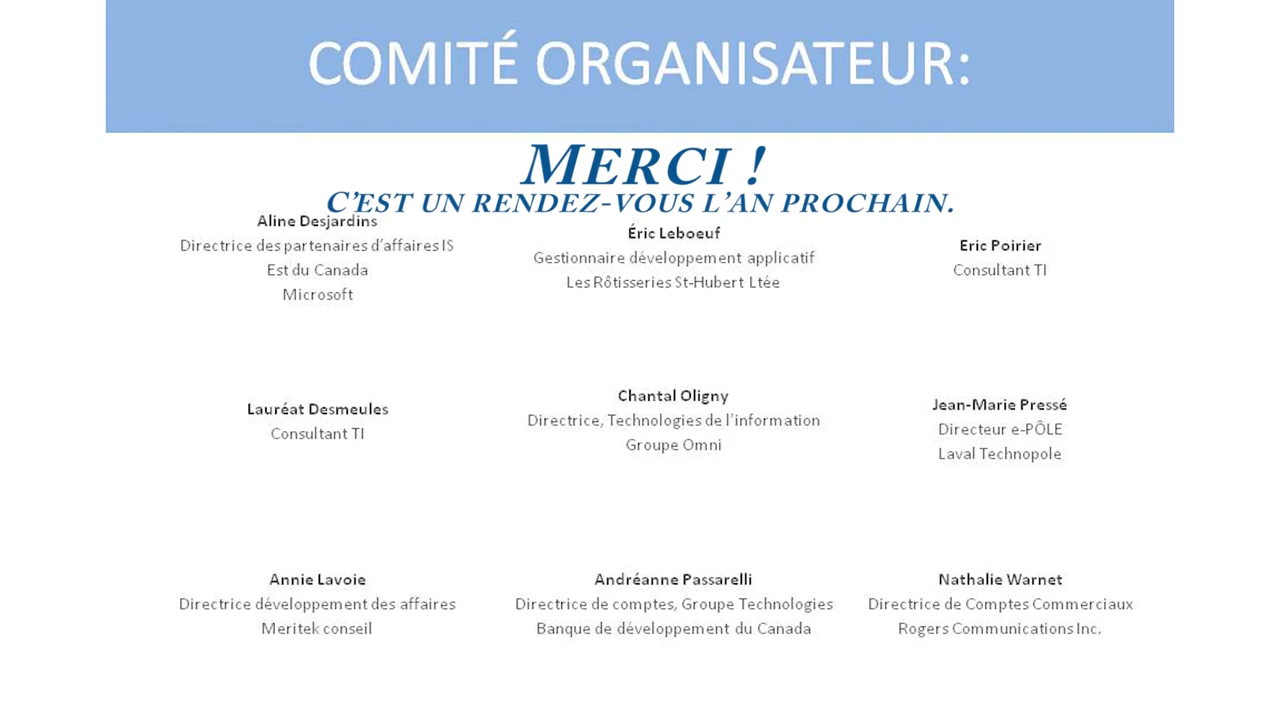 COMITÉ ORGANISATEUR:
MERCI !
C'EST UN RENDEZ-VOUS L'AN PROCHAIN.
Aline Desjardins
Directrice des partenaires d'affaires IS
Est du Canada
Microsoft
Éric Leboeuf
Gestionnaire développement applicatif
Les Rôtisseries St-Hubert Ltée
Eric Poirier
Consultant TI
Lauréat Desmeules
Consultant TI
Chantal Oligny
Directrice, Technologies de l'information
Groupe Omni
Jean-Marie Pressé
Directeur e-PÔLE
Laval Technopole
Annie Lavoie
Directrice développement des affaires
Meritek conseil
Andréanne Passarelli
Directrice de comptes, Groupe Technologies
Banque de développement du Canada
Nathalie Warnet
Directrice de Comptes Commerciaux
Rogers Communications Inc.